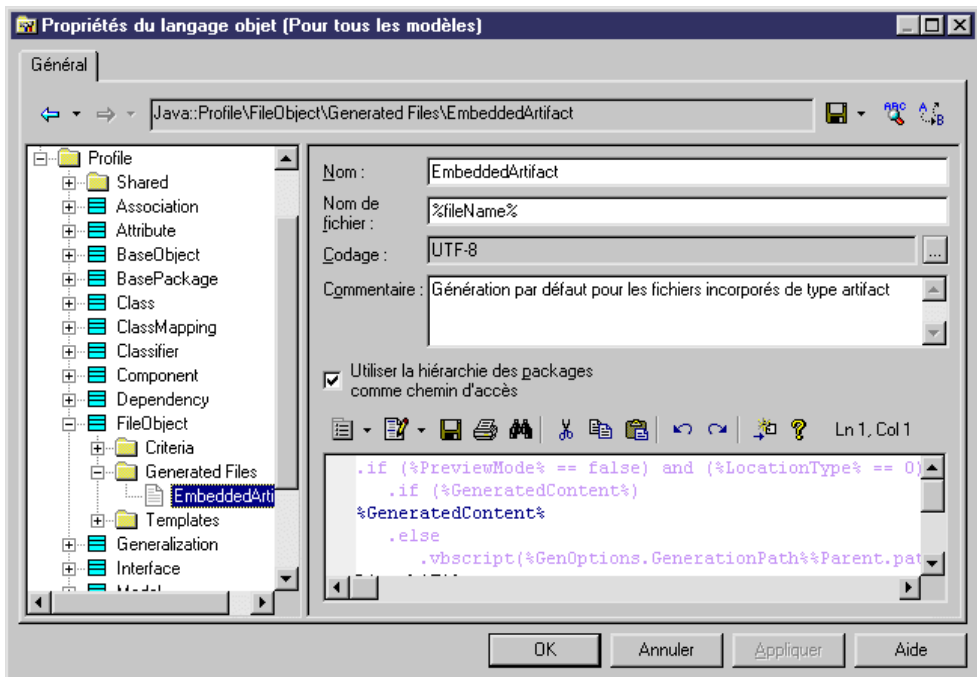 Propriétés du langage objet (Pour tous les modèles)
Général
Java::Profile\FileObject\Generated Files\EmbeddedArtifact
Profile
Shared
Association
Attribute
BaseObject
BasePackage
Class
ClassMapping
Classifier
Component
Dependency
FileObject
Criteria
Generated Files
EmbeddedArti
Templates
Generalization
Interface
Nom :
EmbeddedArtifact
Nom de
fichier :
%fileName%
Codage :
UTF-8
...
Commentaire :
Génération par défaut pour les fichiers incorporés de type artifact
Utiliser la hiérarchie des packages
comme chemin d'accès
Ln 1, Col 1
.if (%PreviewMode% == false) and (%LocationType% == 0)
.if (%GeneratedContent%)
%GeneratedContent%
.else
.vbscript(%GenOptions.GenerationPath%%Parent.pat
OK
Annuler
Appliquer
Aide